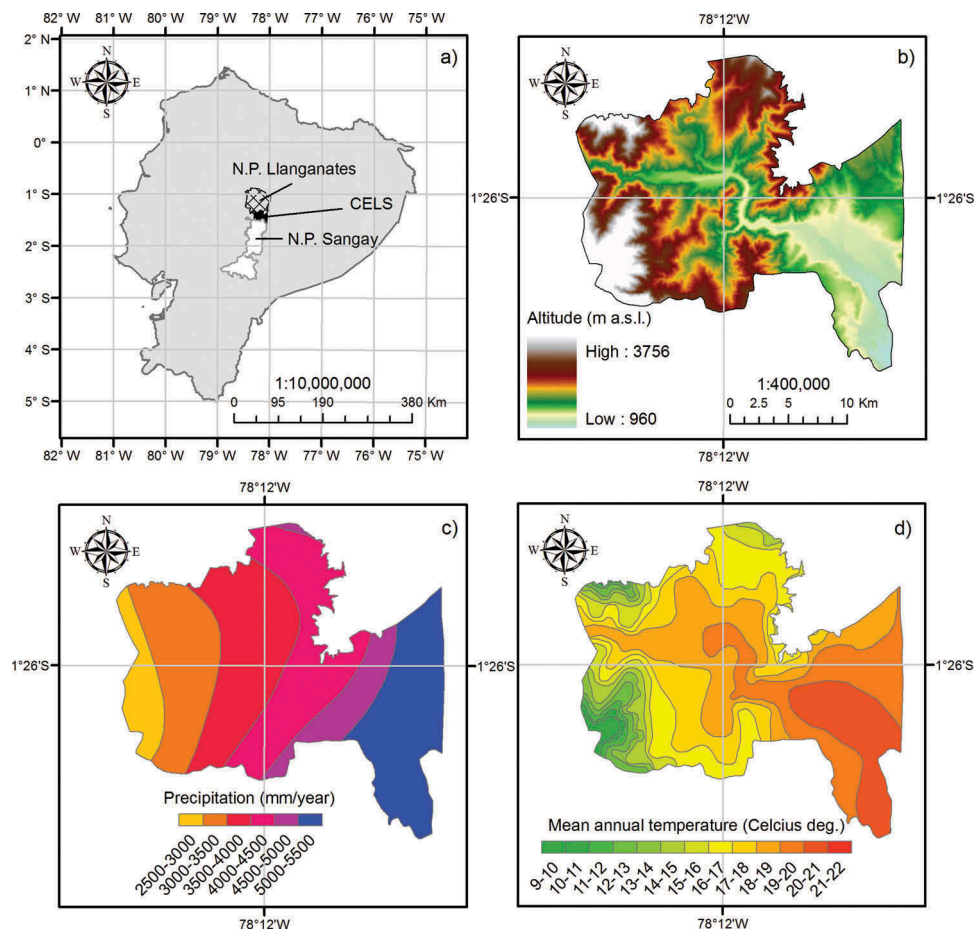 82° W 81° W 80° W 79° W 78° W 77° W 76° W 75° W
2° N
1° N
0°
1° S
2° S
3° S
4° S
5° S
a)
N
W E
S
N.P. Llanganates
CELS
N.P. Sangay
1:10,000,000
0 95 190 380 Km
82° W 81° W 80° W 79° W 78° W 77° W 76° W 75° W
78°12'W
b)
N
W E
S
1°26'S
Altitude (m a.s.l.)
High : 3756
Low : 960
1:400,000
0 2.5 5 10 Km
78°12'W
78°12'W
c)
N
W E
S
1°26'S
Precipitation (mm/year)
2500-3000
3000-3500
3500-4000
4000-4500
4500-5000
5000-5500
78°12'W
78°12'W
d)
N
W E
S
1°26'S
Mean annual temperature (Celcius deg.)
9-10
10-11
11-12
12-13
13-14
14-15
15-16
16-17
17-18
18-19
19-20
20-21
21-22
78°12'W